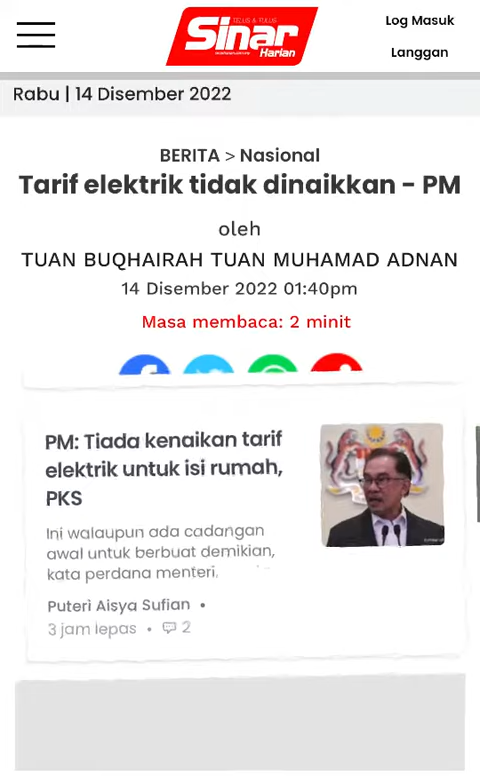 TELUS & TULUS
Sinar
Harian
Log Masuk
Langgan
Rabu | 14 Disember 2022
BERITA > Nasional
Tarif elektrik tidak dinaikkan - PM
oleh
TUAN BUQHAIRAH TUAN MUHAMAD ADNAN
14 Disember 2022 01:40pm
Masa membaca: 2 minit
PM: Tiada kenaikan tarif
elektrik untuk isi rumah,
PKS
Ini walaupun ada cadangan
awal untuk berbuat demikian,
kata perdana menteri.
Puteri Aisya Sufian •
3 jam lepas • 2